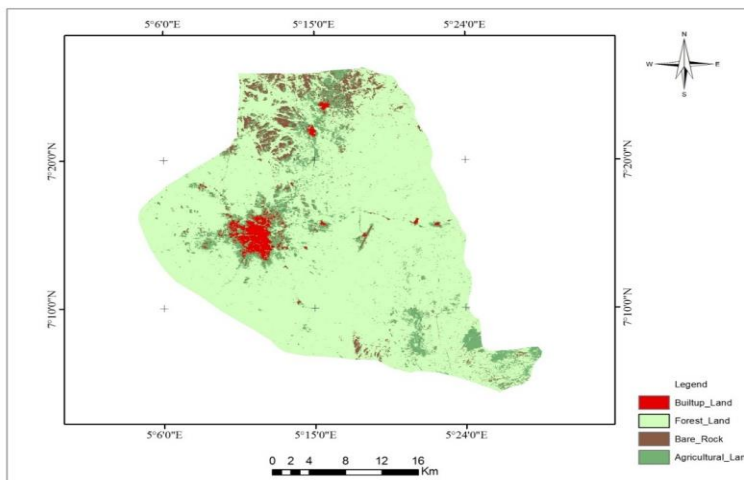 5°6'0"E 5°15'0"E 5°24'0"E
N
W E
S
7°20'0"N 7°20'0"N
7°10'0"N 7°10'0"N
5°6'0"E 5°15'0"E 5°24'0"E
Legend
Builtup_Land
Forest_Land
Bare_Rock
Agricultural_Lan
0 2 4 8 12 16
Km